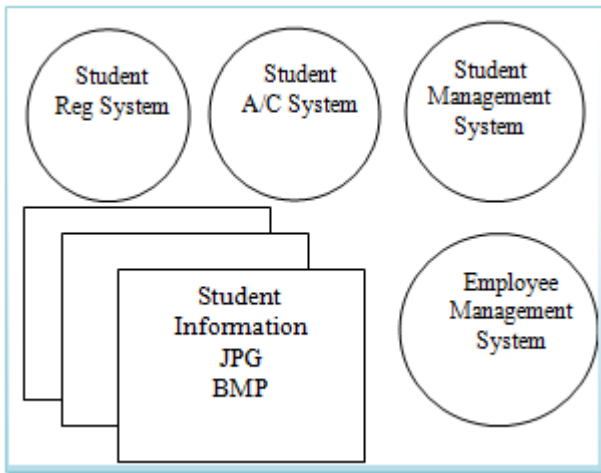 Student
Reg System
Student
A/C System
Student
Management
System
Student
Information
JPG
BMP
Employee
Management
System